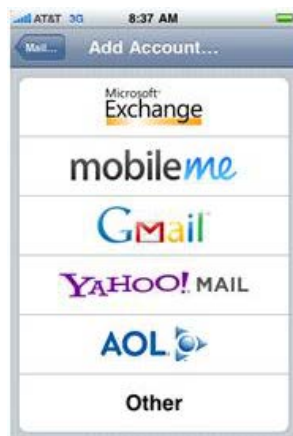 AT&T 3G 8:37 AM
Mail... Add Account...
Microsoft
Exchange
mobileme
Gmail
YAHOO! MAIL
AOL
Other